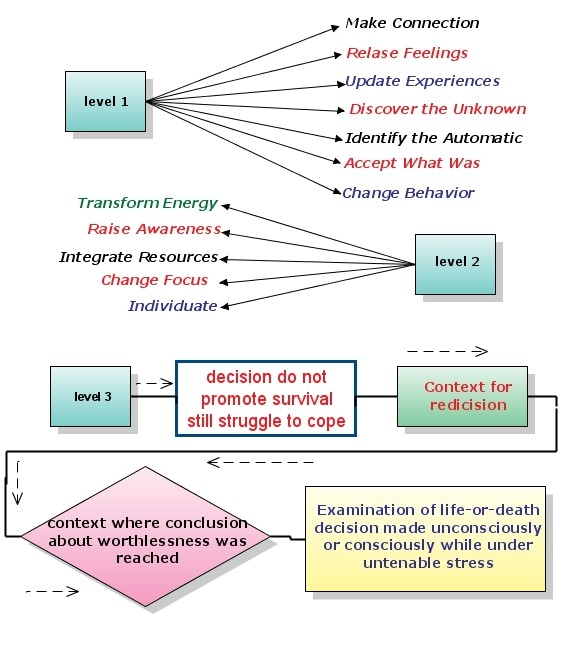 Make Connection
Relase Feelings
level 1
Update Experiences
Discover the Unknown
Identify the Automatic
Accept What Was
Change Behavior
Transform Energy
Raise Awareness
Integrate Resources
level 2
Change Focus
Individuate
level 3
decision do not
promote survival
still struggle to cope
Context for
redicision
context where conclusion
about worthlessness was
reached
Examination of life-or-death
decision made unconsciously
or consciously while under
untenable stress